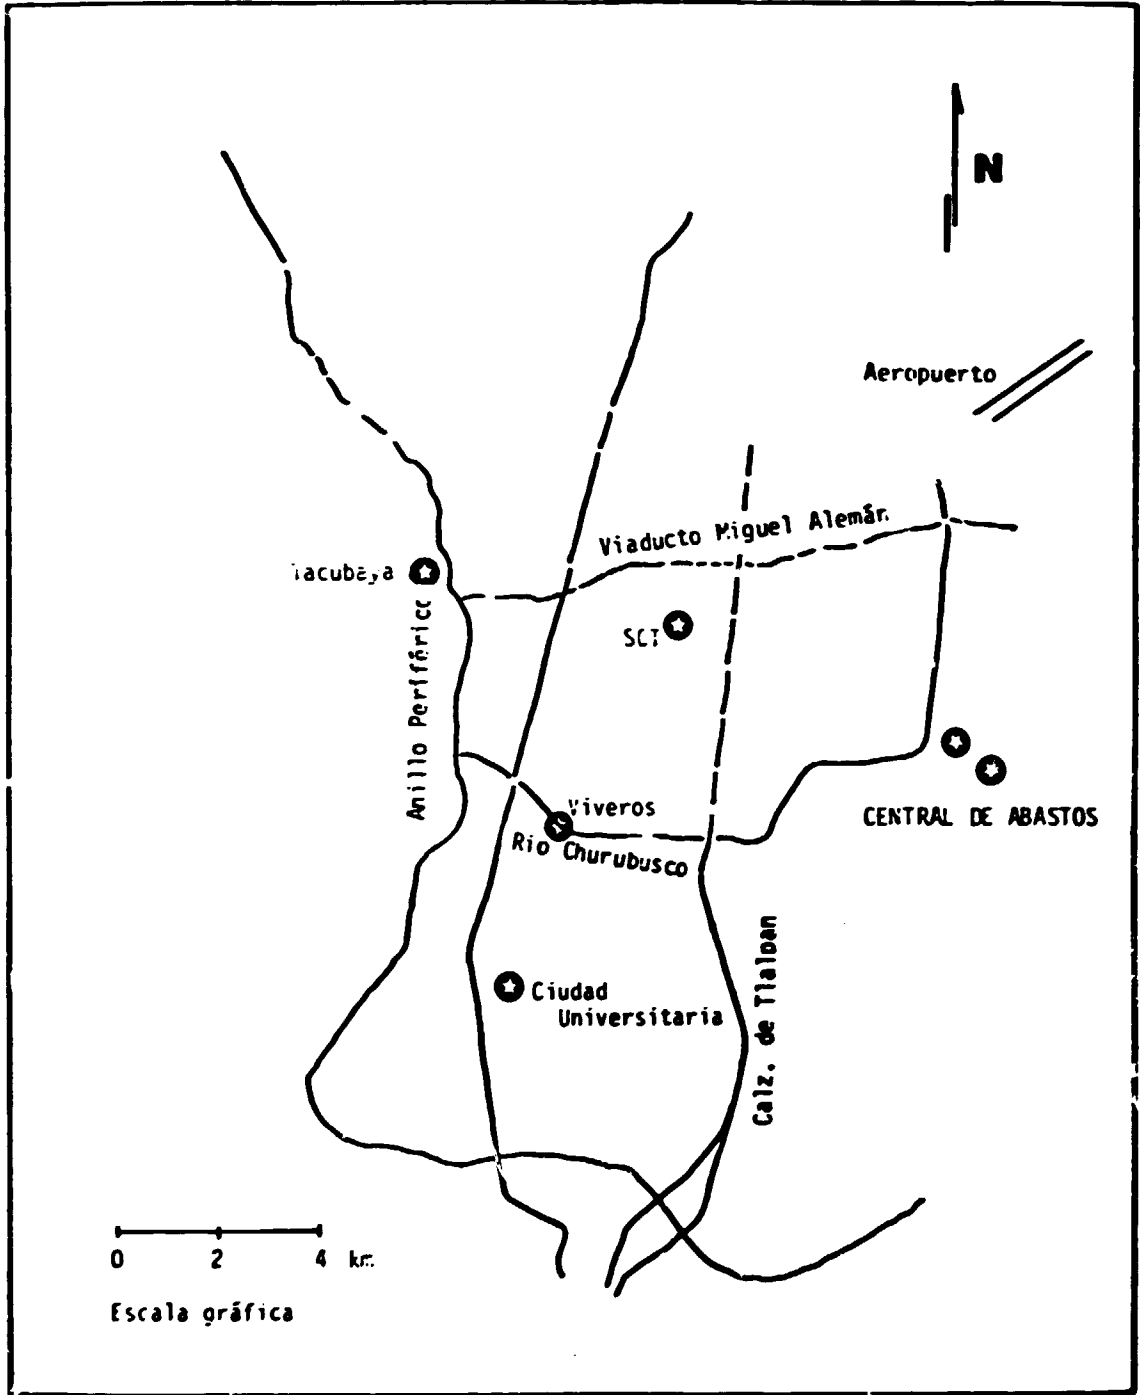 N
Aeropuerto
Viaducto Miguel Alemán
Tacubaya
SCT
Anillo Periférico
Viveros
Rio Churubusco
CENTRAL DE ABASTOS
Ciudad
Universitaria
Calz. de Tlalpan
0 2 4 km.
Escala gráfica